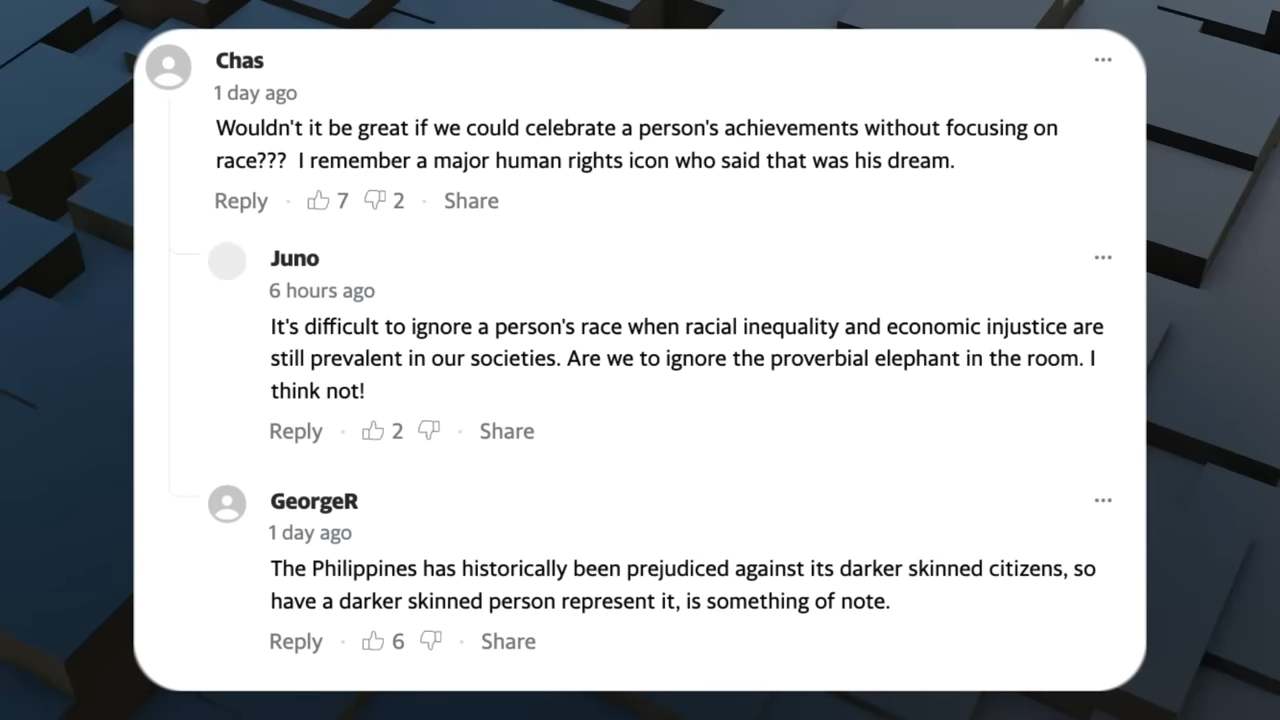 Chas
1 day ago
Wouldn't it be great if we could celebrate a person's achievements without focusing on
race???  I remember a major human rights icon who said that was his dream.
Reply · 7 2 · Share
Juno
6 hours ago
It's difficult to ignore a person's race when racial inequality and economic injustice are
still prevalent in our societies. Are we to ignore the proverbial elephant in the room. I
think not!
Reply · 2 · Share
GeorgeR
1 day ago
The Philippines has historically been prejudiced against its darker skinned citizens, so
have a darker skinned person represent it, is something of note.
Reply · 6 · Share